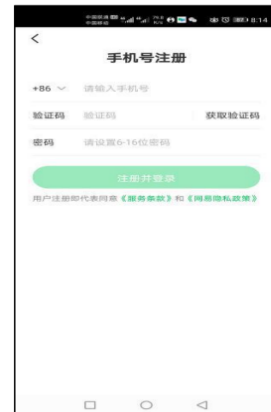 8:14
手机号注册
+86 请输入手机号
验证码 验证码 获取验证码
密码 请设置6-16位密码
注册并登录
用户注册即代表同意《服务条款》和《网易隐私政策》